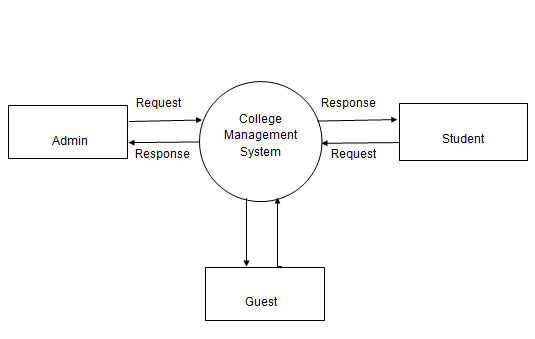 Request
Response
College
Management
System
Admin
Student
Response
Request
Guest